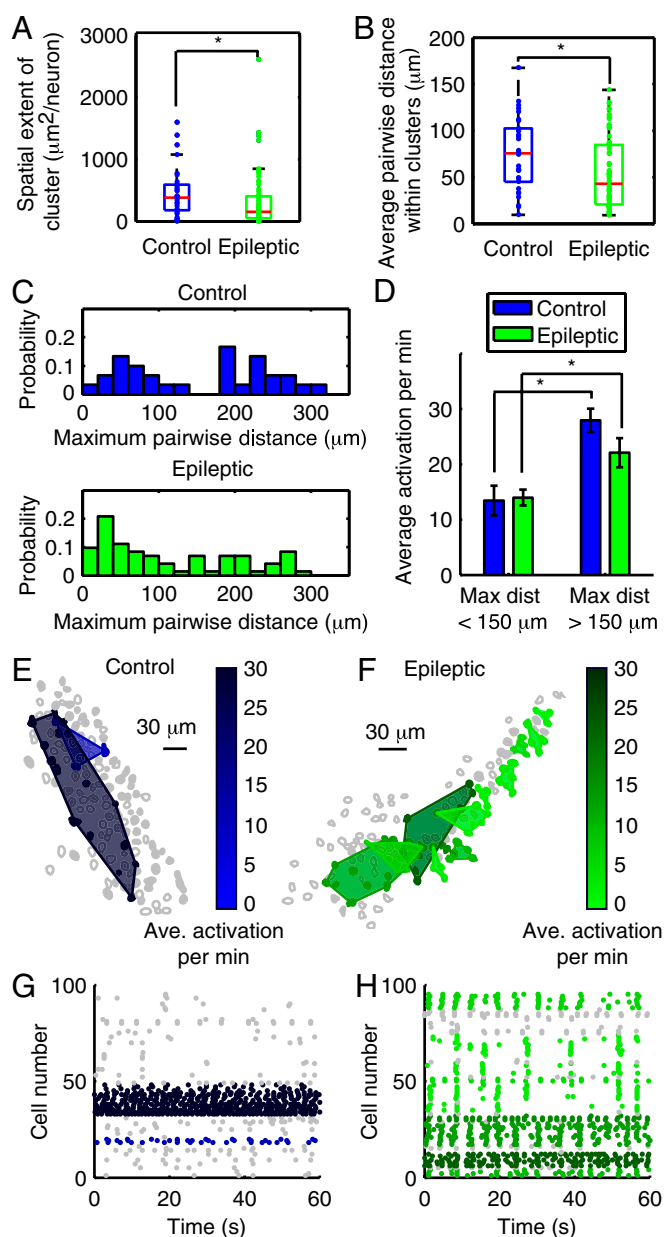 A
Spatial extent of
cluster (μm2/neuron)
3000
2000
1000
0
*
Control Epileptic
B
Average pairwise distance
within clusters (μm)
200
150
100
50
0
*
Control Epileptic
C
Control
Probability
0.2
0.1
0
0 100 200 300
Maximum pairwise distance (μm)
Epileptic
Probability
0.2
0.1
0
0 100 200 300
Maximum pairwise distance (μm)
D
Control
Epileptic
Average activation per min
30
20
10
0
*
*
Max dist
< 150 μm
Max dist
> 150 μm
E
Control
30 μm
30
25
20
15
10
5
0
Ave. activation
per min
F
Epileptic
30 μm
30
25
20
15
10
5
0
Ave. activation
per min
G
Cell number
100
50
0
0 20 40 60
Time (s)
H
Cell number
100
50
0
0 20 40 60
Time (s)